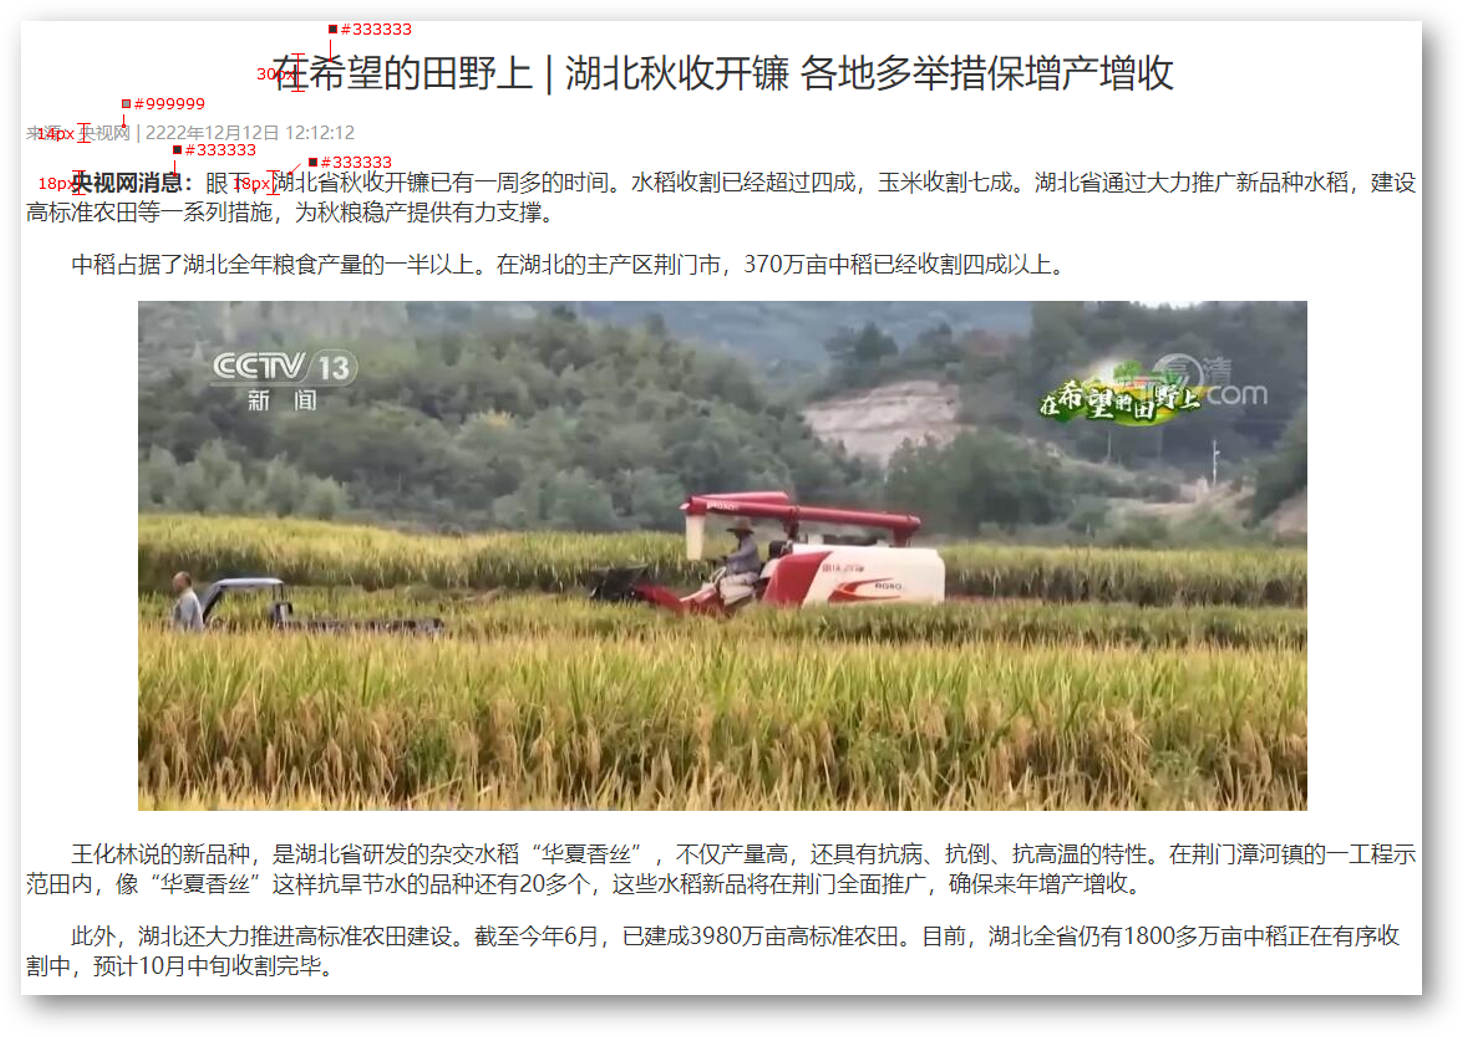 #333333
30px
在希望的田野上 | 湖北秋收开镰 各地多举措保增产增收
#999999
14px
来源：央视网 | 2222年12月12日 12:12:12
#333333
#333333
18px
18px
央视网消息：眼下，湖北省秋收开镰已有一周多的时间。水稻收割已经超过四成，玉米收割七成。湖北省通过大力推广新品种水稻，建设
高标准农田等一系列措施，为秋粮稳产提供有力支撑。
中稻占据了湖北全年粮食产量的一半以上。在湖北的主产区荆门市，370万亩中稻已经收割四成以上。
CCTV 13
新闻
高清
com
在希望的田野上
王化林说的新品种，是湖北省研发的杂交水稻“华夏香丝”，不仅产量高，还具有抗病、抗倒、抗高温的特性。在荆门漳河镇的一工程示
范田内，像“华夏香丝”这样抗旱节水的品种还有20多个，这些水稻新品将在荆门全面推广，确保来年增产增收。
此外，湖北还大力推进高标准农田建设。截至今年6月，已建成3980万亩高标准农田。目前，湖北全省仍有1800多万亩中稻正在有序收
割中，预计10月中旬收割完毕。